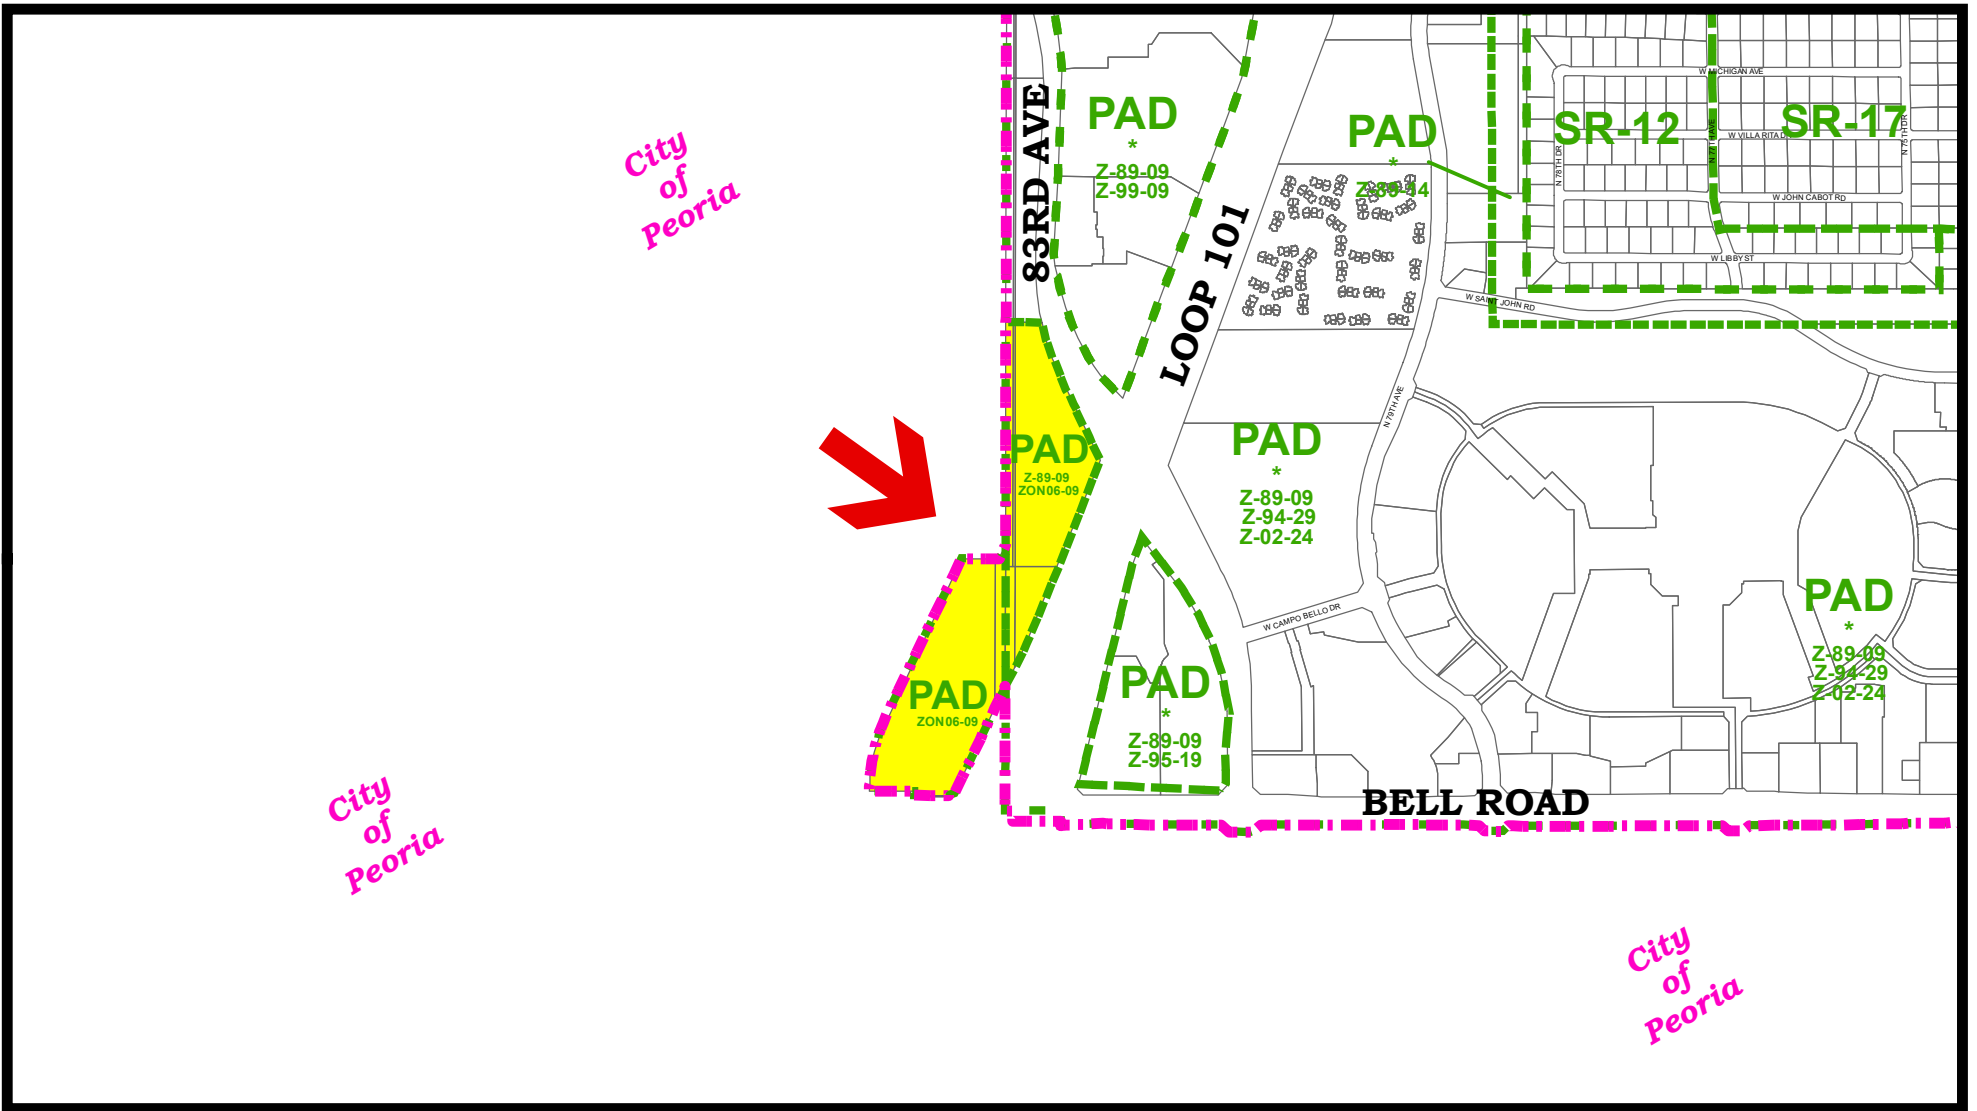 City
of
Peoria
83RD AVE
PAD
*
Z-89-09
Z-99-09
LOOP 101
PAD
*
SR-12
SR-17
W MICHIGAN AVE
W VILLA RITA D
N 78TH DR
N 77TH AVE
N 75TH DR
W JOHN CABOT RD
W LIBBY ST
W SAINT JOHN RD
N 79TH AVE
PAD
Z-89-09
ZON06-09
PAD
*
Z-89-09
Z-94-29
Z-02-24
W CAMPO BELLO DR
PAD
*
Z-89-09
Z-94-29
Z-02-24
PAD
ZON06-09
PAD
*
Z-89-09
Z-95-19
BELL ROAD
City
of
Peoria
City
of
Peoria